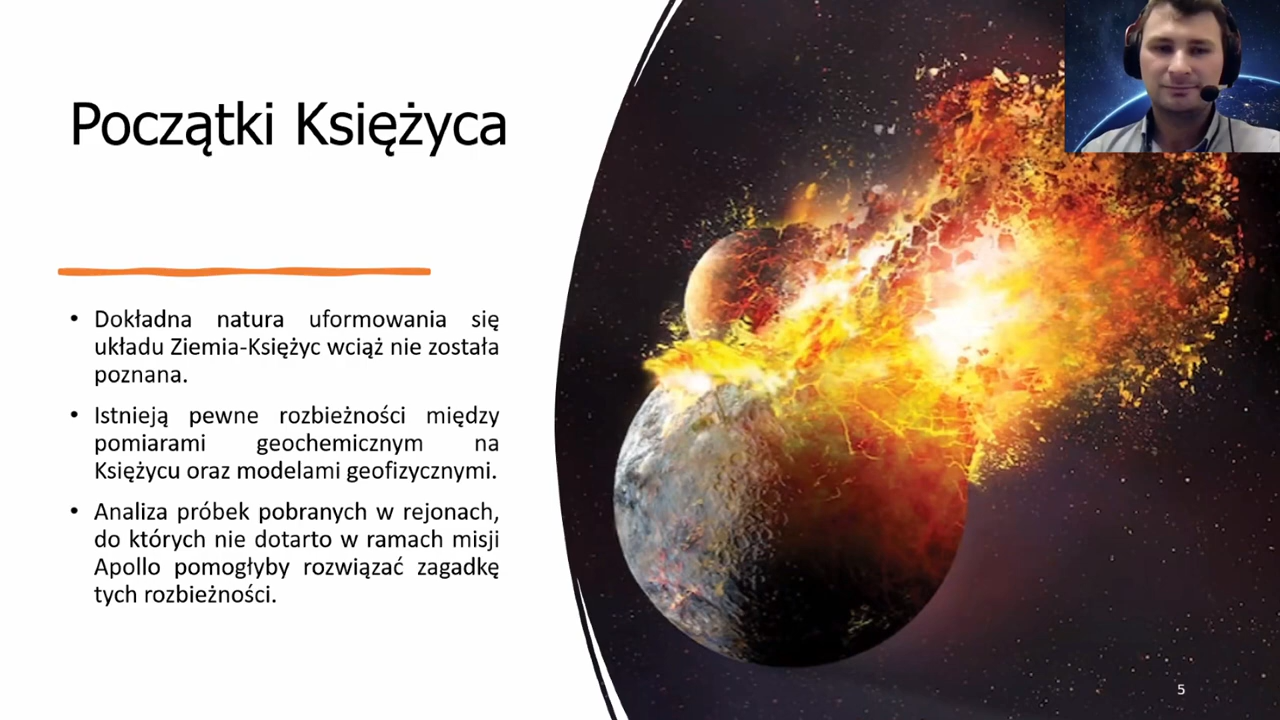 Początki Księżyca
• Dokładna natura uformowania się
układu Ziemia-Księżyc wciąż nie została
poznana.
• Istnieją pewne rozbieżności między
pomiarami geochemicznym na
Księżycu oraz modelami geofizycznymi.
• Analiza próbek pobranych w rejonach,
do których nie dotarto w ramach misji
Apollo pomogłyby rozwiązać zagadkę
tych rozbieżności.
5